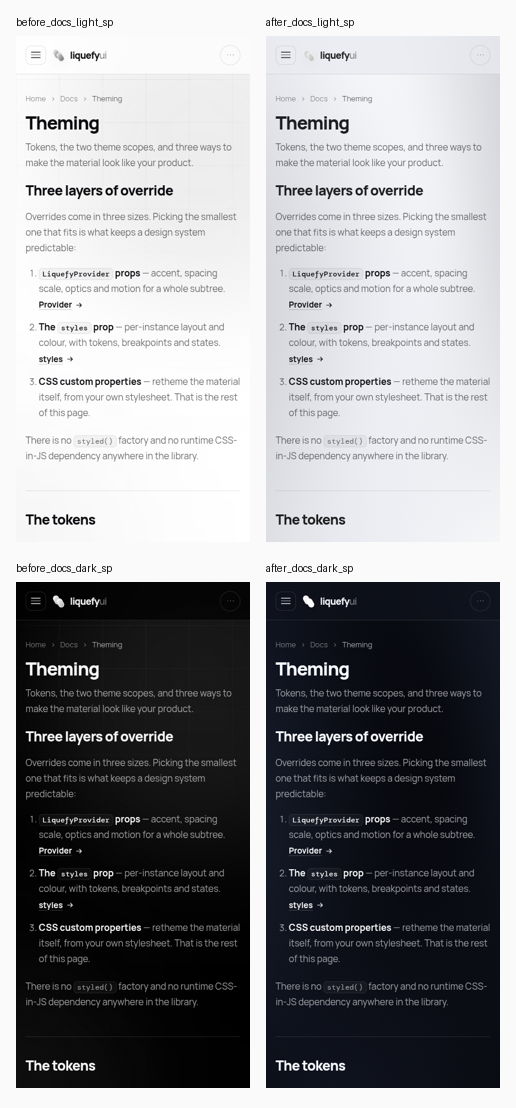 before_docs_light_sp
liquefyui
Home › Docs › Theming
Theming
Tokens, the two theme scopes, and three ways to
make the material look like your product.
Three layers of override
Overrides come in three sizes. Picking the smallest
one that fits is what keeps a design system
predictable:
1. LiquefyProvider props — accent, spacing
scale, optics and motion for a whole subtree.
Provider →
2. The styles prop — per-instance layout and
colour, with tokens, breakpoints and states.
styles →
3. CSS custom properties — retheme the material
itself, from your own stylesheet. That is the rest
of this page.
There is no styled() factory and no runtime CSS-
in-JS dependency anywhere in the library.
The tokens
after_docs_light_sp
liquefyui
Home › Docs › Theming
Theming
Tokens, the two theme scopes, and three ways to
make the material look like your product.
Three layers of override
Overrides come in three sizes. Picking the smallest
one that fits is what keeps a design system
predictable:
1. LiquefyProvider props — accent, spacing
scale, optics and motion for a whole subtree.
Provider →
2. The styles prop — per-instance layout and
colour, with tokens, breakpoints and states.
styles →
3. CSS custom properties — retheme the material
itself, from your own stylesheet. That is the rest
of this page.
There is no styled() factory and no runtime CSS-
in-JS dependency anywhere in the library.
The tokens
before_docs_dark_sp
liquefyui
Home › Docs › Theming
Theming
Tokens, the two theme scopes, and three ways to
make the material look like your product.
Three layers of override
Overrides come in three sizes. Picking the smallest
one that fits is what keeps a design system
predictable:
1. LiquefyProvider props — accent, spacing
scale, optics and motion for a whole subtree.
Provider →
2. The styles prop — per-instance layout and
colour, with tokens, breakpoints and states.
styles →
3. CSS custom properties — retheme the material
itself, from your own stylesheet. That is the rest
of this page.
There is no styled() factory and no runtime CSS-
in-JS dependency anywhere in the library.
The tokens
after_docs_dark_sp
liquefyui
Home › Docs › Theming
Theming
Tokens, the two theme scopes, and three ways to
make the material look like your product.
Three layers of override
Overrides come in three sizes. Picking the smallest
one that fits is what keeps a design system
predictable:
1. LiquefyProvider props — accent, spacing
scale, optics and motion for a whole subtree.
Provider →
2. The styles prop — per-instance layout and
colour, with tokens, breakpoints and states.
styles →
3. CSS custom properties — retheme the material
itself, from your own stylesheet. That is the rest
of this page.
There is no styled() factory and no runtime CSS-
in-JS dependency anywhere in the library.
The tokens